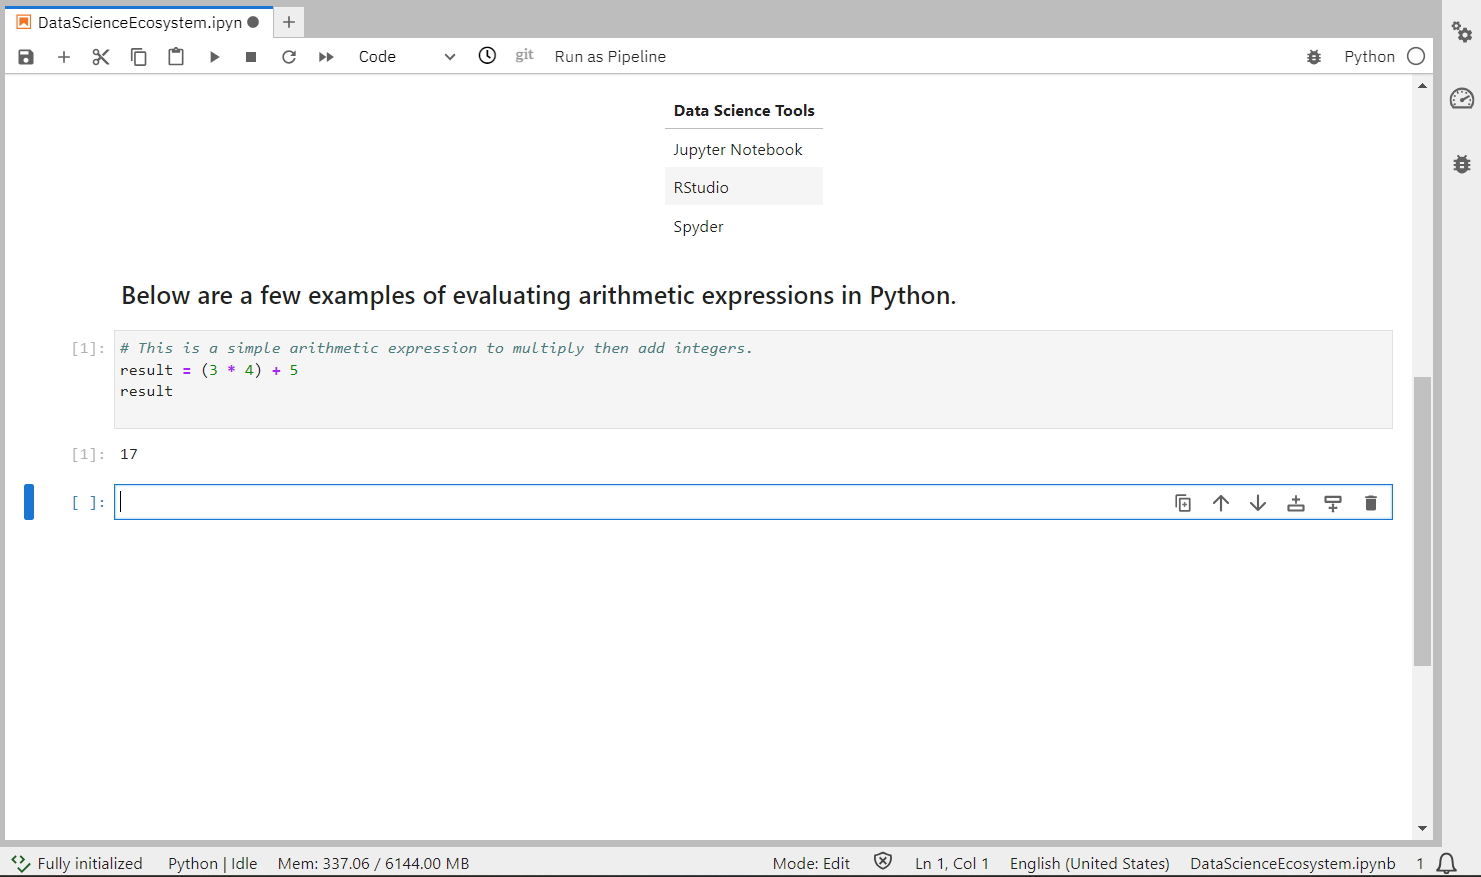 DataScienceEcosystem.ipyn
Code
git
Run as Pipeline
Python
Data Science Tools
Jupyter Notebook
RStudio
Spyder
Below are a few examples of evaluating arithmetic expressions in Python.
[1]: # This is a simple arithmetic expression to multiply then add integers.
result = (3 * 4) + 5
result
[1]: 17
[ ]:
Fully initialized Python | Idle Mem: 337.06 / 6144.00 MB Mode: Edit Ln 1, Col 1 English (United States) DataScienceEcosystem.ipynb 1